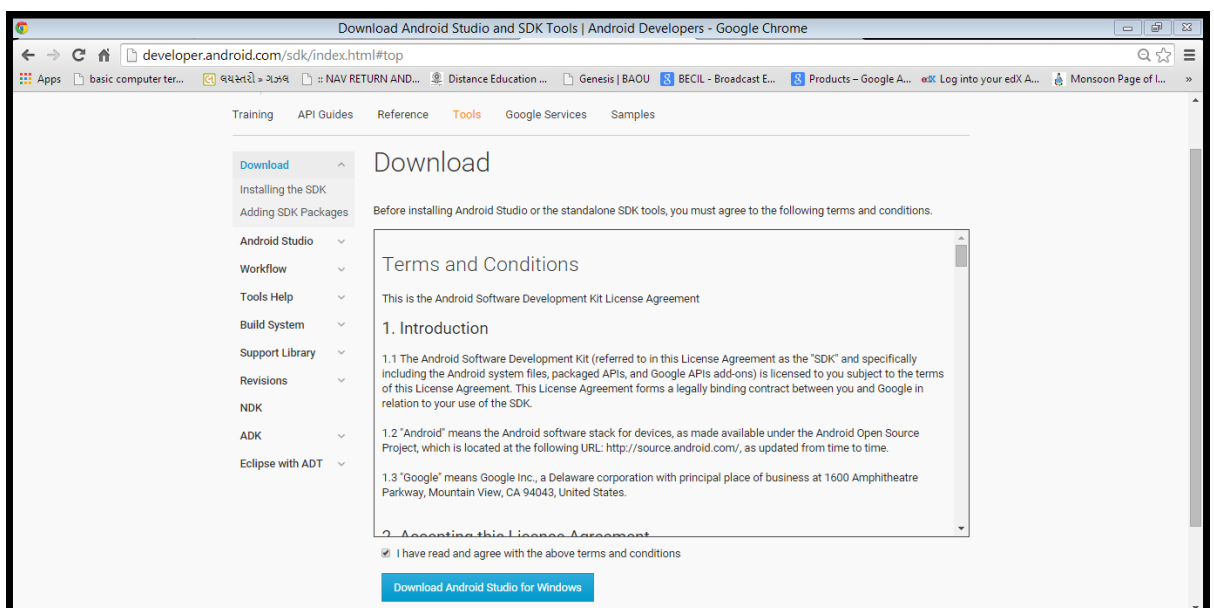 Download Android Studio and SDK Tools | Android Developers - Google Chrome
developer.android.com/sdk/index.html#top
Apps basic computer ter... લયસ્તરો » ગઝલ :: NAV RETURN AND... Distance Education ... Genesis | BAOU BECIL - Broadcast E... Products – Google A... edX Log into your edX A... Monsoon Page of I... »
Training API Guides Reference Tools Google Services Samples
Download
Installing the SDK
Adding SDK Packages
Android Studio
Workflow
Tools Help
Build System
Support Library
Revisions
NDK
ADK
Eclipse with ADT
Download
Before installing Android Studio or the standalone SDK tools, you must agree to the following terms and conditions.
Terms and Conditions
This is the Android Software Development Kit License Agreement
1. Introduction
1.1 The Android Software Development Kit (referred to in this License Agreement as the "SDK" and specifically
including the Android system files, packaged APIs, and Google APIs add-ons) is licensed to you subject to the terms
of this License Agreement. This License Agreement forms a legally binding contract between you and Google in
relation to your use of the SDK.
1.2 "Android" means the Android software stack for devices, as made available under the Android Open Source
Project, which is located at the following URL: http://source.android.com/, as updated from time to time.
1.3 "Google" means Google Inc., a Delaware corporation with principal place of business at 1600 Amphitheatre
Parkway, Mountain View, CA 94043, United States.
2. Accepting this License Agreement
I have read and agree with the above terms and conditions
Download Android Studio for Windows